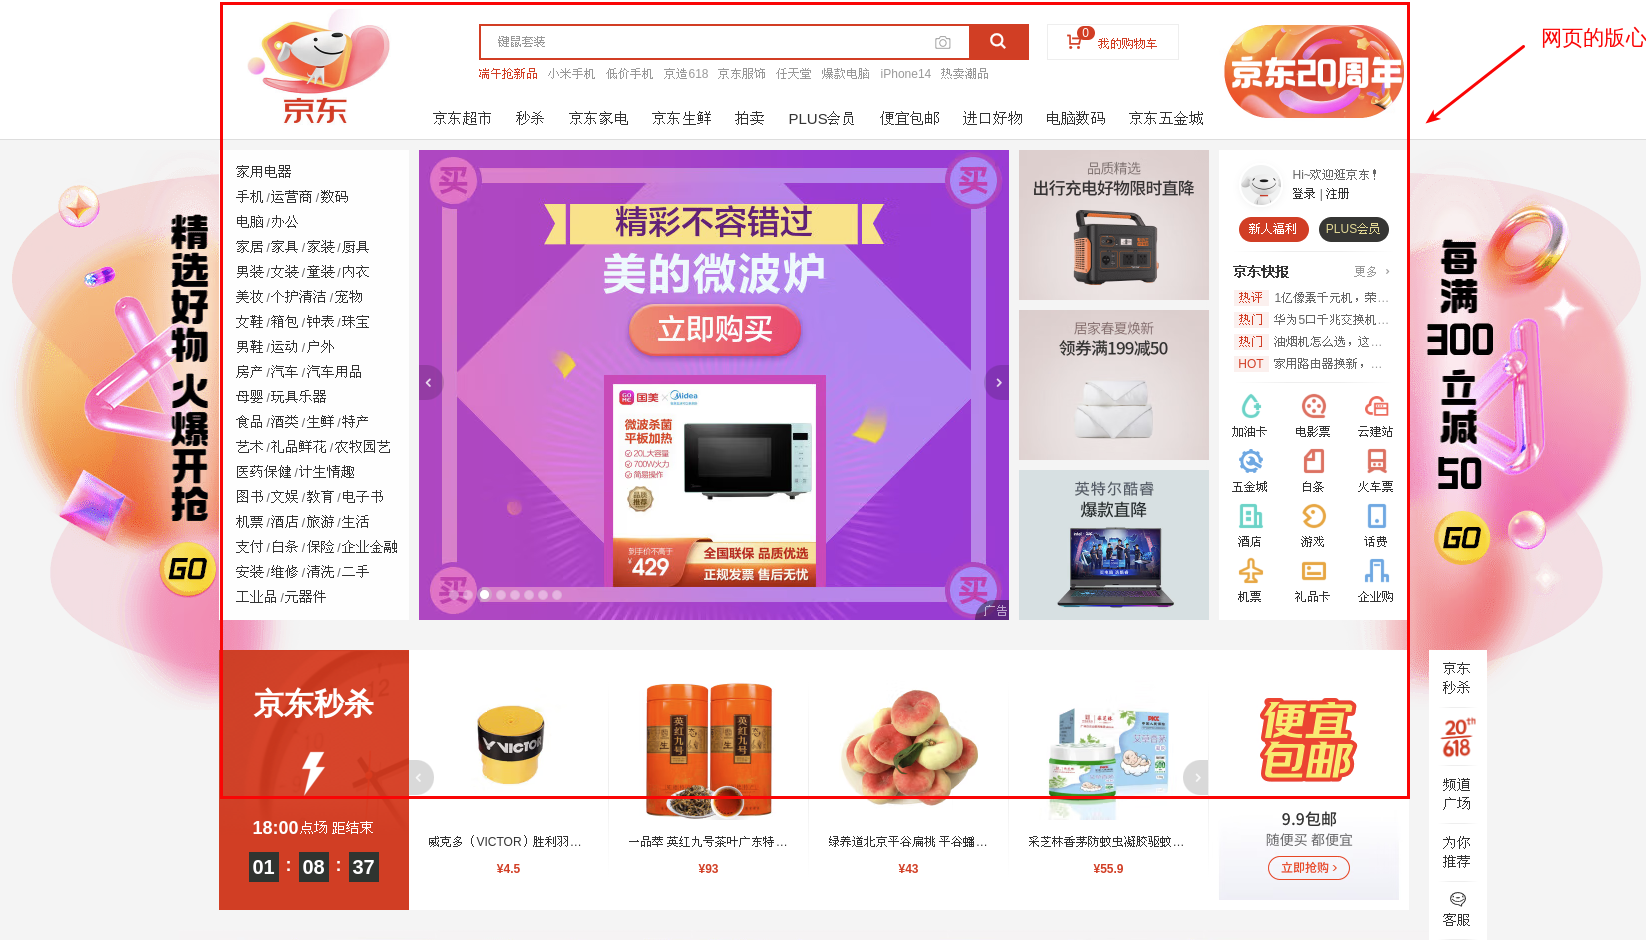 网页的版心
京东
键鼠套装
0
我的购物车
京东20周年
端午抢新品 小米手机 低价手机 京造618 京东服饰 任天堂 爆款电脑 iPhone14 热卖潮品
京东超市 秒杀 京东家电 京东生鲜 拍卖 PLUS会员 便宜包邮 进口好物 电脑数码 京东五金城
精选好物 火爆开抢
GO
家用电器
手机 / 运营商 / 数码
电脑 / 办公
家居 / 家具 / 家装 / 厨具
男装 / 女装 / 童装 / 内衣
美妆 / 个护清洁 / 宠物
女鞋 / 箱包 / 钟表 / 珠宝
男鞋 / 运动 / 户外
房产 / 汽车 / 汽车用品
母婴 / 玩具乐器
食品 / 酒类 / 生鲜 / 特产
艺术 / 礼品鲜花 / 农牧园艺
医药保健 / 计生情趣
图书 / 文娱 / 教育 / 电子书
机票 / 酒店 / 旅游 / 生活
支付 / 白条 / 保险 / 企业金融
安装 / 维修 / 清洗 / 二手
工业品 / 元器件
买
买
精彩不容错过
美的微波炉
立即购买
国美 × Midea
微波杀菌
平板加热
20L大容量
700W火力
简易操作
品质
推荐
到手价不高于
¥429
全国联保 品质优选
正规发票 售后无忧
买
买
广告
品质精选
出行充电好物限时直降
居家春夏焕新
领券满199减50
英特尔酷睿
爆款直降
Hi~欢迎逛京东！
登录 | 注册
新人福利
PLUS会员
京东快报
更多
热评 1亿像素千元机，荣...
热门 华为5口千兆交换机...
热门 油烟机怎么选，这...
HOT 家用路由器换新，...
加油卡 电影票 云建站
五金城 白条 火车票
酒店 游戏 话费
机票 礼品卡 企业购
每满
300
立减
50
GO
京东秒杀
18:00点场 距结束
01 : 08 : 37
VICTOR
威克多（VICTOR）胜利羽...
¥4.5
英红九号
英红九号
一品萃 英红九号茶叶广东特...
¥93
绿养道北京平谷扁桃 平谷蟠...
¥43
采芝林香茅防蚊虫凝胶驱蚊...
¥55.9
便宜
包邮
9.9包邮
随便买 都便宜
立即抢购
京东
秒杀
20th
618
频道
广场
为你
推荐
客服